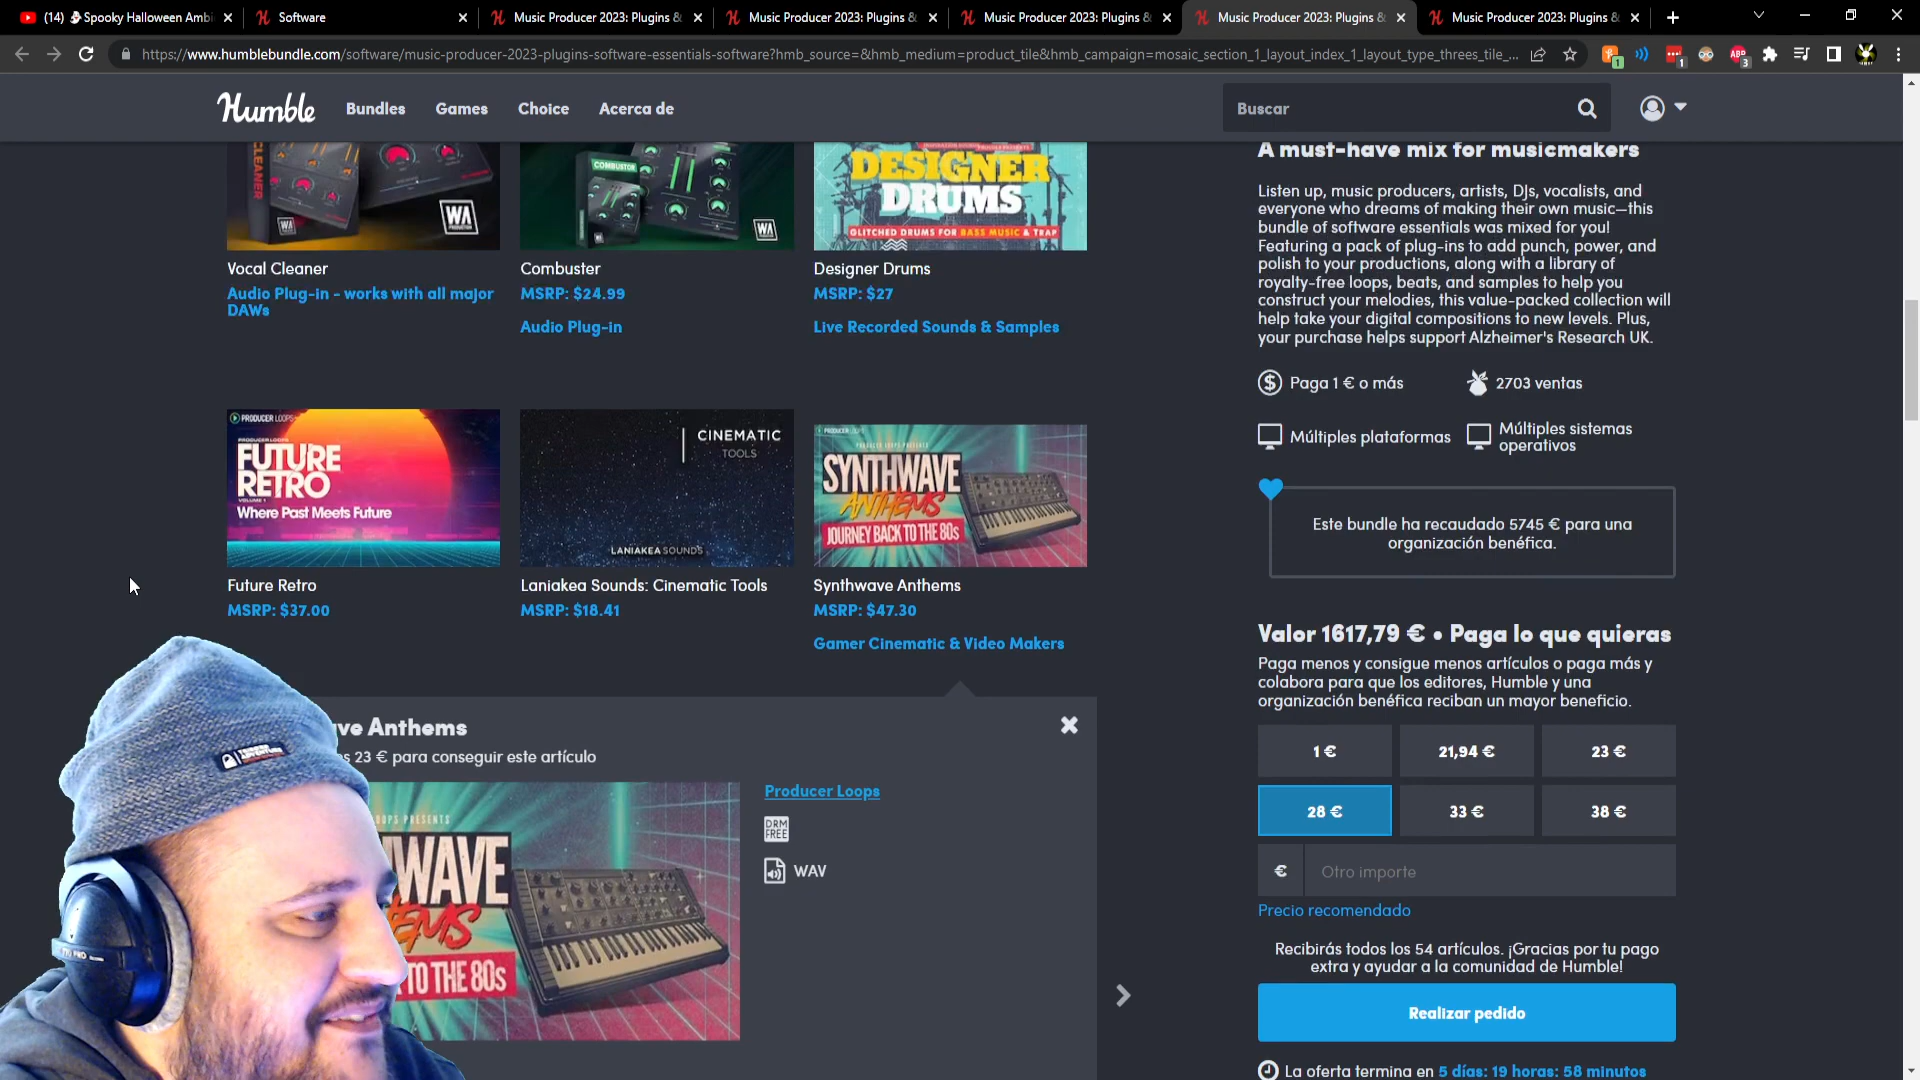 (14) Spooky Halloween Ambi
Software
Music Producer 2023: Plugins &
Music Producer 2023: Plugins &
Music Producer 2023: Plugins &
Music Producer 2023: Plugins &
Music Producer 2023: Plugins &
https://www.humblebundle.com/software/music-producer-2023-plugins-software-essentials-software?hmb_source=&hmb_medium=product_tile&hmb_campaign=mosaic_section_1_layout_index_1_layout_type_threes_tile_...
Humble
Bundles
Games
Choice
Acerca de
Buscar
CLEANER
WA
COMBUSTOR
WA
DESIGNER
DRUMS
GLITCHED DRUMS FOR BASS MUSIC & TRAP
Vocal Cleaner
Audio Plug-in - works with all major
DAWs
Combuster
MSRP: $24.99
Audio Plug-in
Designer Drums
MSRP: $27
Live Recorded Sounds & Samples
PRODUCER LOOPS
FUTURE
RETRO
Where Past Meets Future
CINEMATIC
TOOLS
LANIAKEA SOUNDS
PRODUCER LOOPS PRESENTS
SYNTHWAVE
ANTHEMS
JOURNEY BACK TO THE 80s
Future Retro
MSRP: $37.00
Laniakea Sounds: Cinematic Tools
MSRP: $18.41
Synthwave Anthems
MSRP: $47.30
Gamer Cinematic & Video Makers
ve Anthems
23 € para conseguir este artículo
OOPS PRESENTS
WAVE
TO THE 80s
Producer Loops
DRM
FREE
WAV
A must-have mix for musicmakers
Listen up, music producers, artists, DJs, vocalists, and
everyone who dreams of making their own music—this
bundle of software essentials was mixed for you!
Featuring a pack of plug-ins to add punch, power, and
polish to your productions, along with a library of
royalty-free loops, beats, and samples to help you
construct your melodies, this value-packed collection will
help take your digital compositions to new levels. Plus,
your purchase helps support Alzheimer's Research UK.
Paga 1 € o más
2703 ventas
Múltiples plataformas
Múltiples sistemas
operativos
Este bundle ha recaudado 5745 € para una
organización benéfica.
Valor 1617,79 € • Paga lo que quieras
Paga menos y consigue menos artículos o paga más y
colabora para que los editores, Humble y una
organización benéfica reciban un mayor beneficio.
1 €
21,94 €
23 €
28 €
33 €
38 €
€
Otro importe
Precio recomendado
Recibirás todos los 54 artículos. ¡Gracias por tu pago
extra y ayudar a la comunidad de Humble!
Realizar pedido
La oferta termina en 5 días: 19 horas: 58 minutos